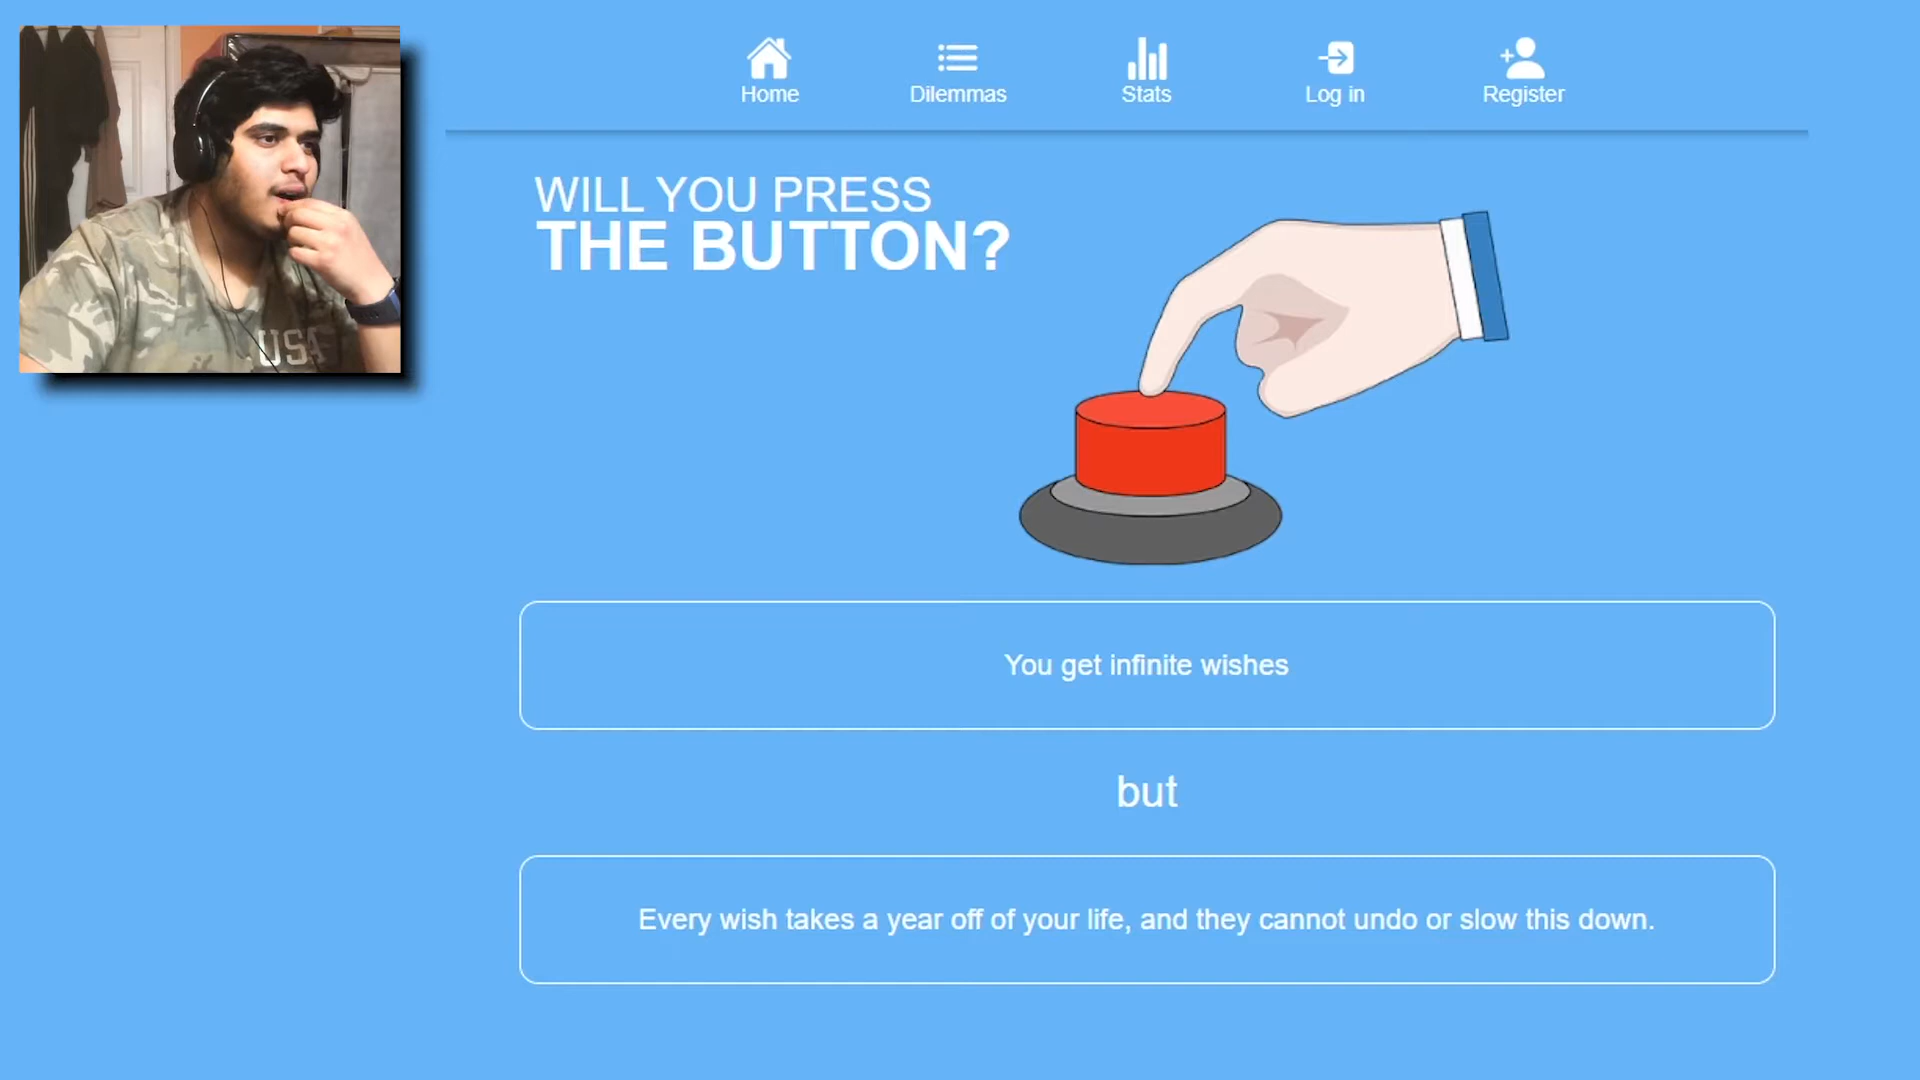 Home
Dilemmas
Stats
Log in
Register
WILL YOU PRESS
THE BUTTON?
USA
You get infinite wishes
but
Every wish takes a year off of your life, and they cannot undo or slow this down.